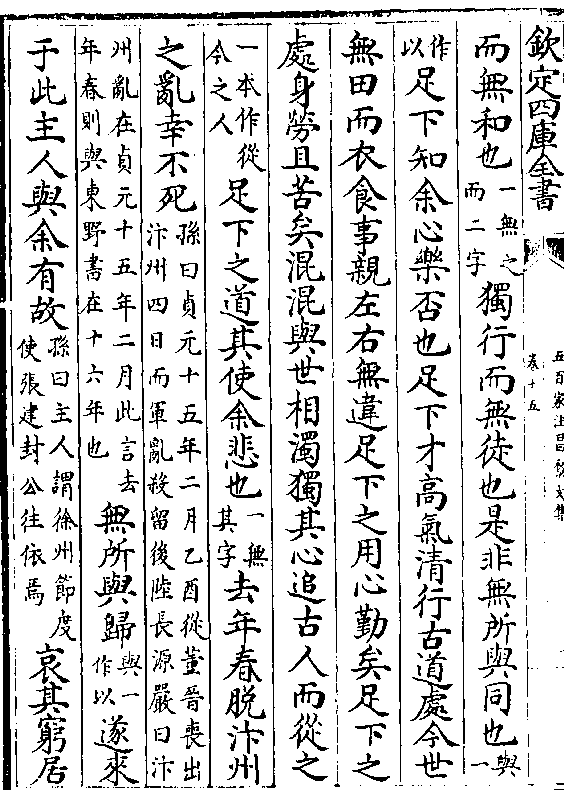 欽定四庫全書
五百家注昌黎文集
卷十五
而無和也一無之而二字獨行而無徒也是非無所與同也與一
作以足下知余心樂否也足下才高氣清行古道處今世
無田而衣食事親左右無違足下之用心勤矣足下之
處身勞且苦矣混混與世相濁獨其心追古人而從之
一本作從今之人足下之道其使余悲也一無其字去年春脱汴州
之亂幸不死孫曰貞元十五年二月乙酉從董晉喪出汴州四日而軍亂殺留後陸長源嚴曰汴
州亂在貞元十五年二月此言去年春則與東野書在十六年也無所與歸與一作以遂來
于此主人與余有故孫曰主人謂徐州節度使張建封公往依焉哀其窮居